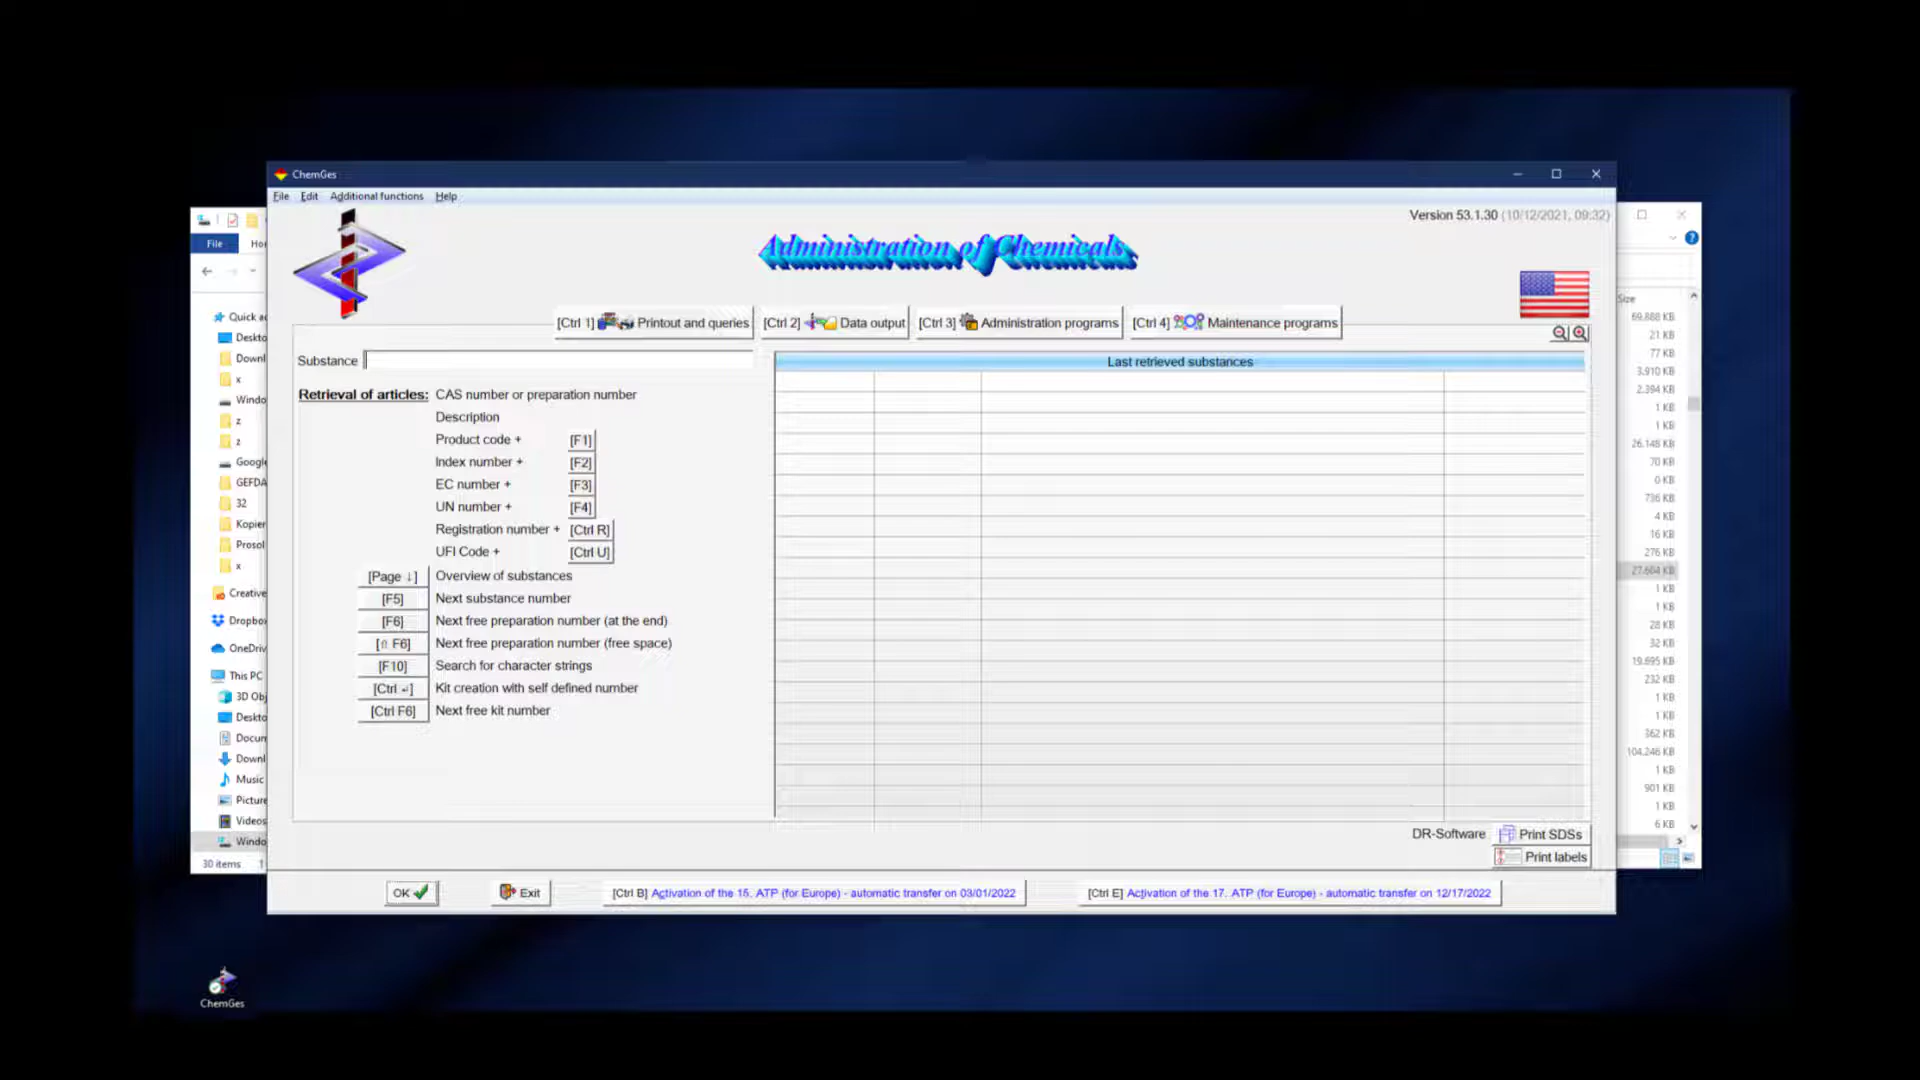 ChemGes
File Edit Additional functions Help
Version 53.1.30 (10/12/2021, 09:32)
Administration of Chemicals
[Ctrl 1] Printout and queries [Ctrl 2] Data output [Ctrl 3] Administration programs [Ctrl 4] Maintenance programs
Substance
Last retrieved substances
Retrieval of articles: CAS number or preparation number
Description
Product code + [F1]
Index number + [F2]
EC number + [F3]
UN number + [F4]
Registration number + [Ctrl R]
UFI Code + [Ctrl U]
[Page ↓] Overview of substances
[F5] Next substance number
[F6] Next free preparation number (at the end)
[⇧ F6] Next free preparation number (free space)
[F10] Search for character strings
[Ctrl ↵] Kit creation with self defined number
[Ctrl F6] Next free kit number
DR-Software Print SDSs
Print labels
OK Exit [Ctrl B] Activation of the 15. ATP (for Europe) - automatic transfer on 03/01/2022 [Ctrl E] Activation of the 17. ATP (for Europe) - automatic transfer on 12/17/2022
File Ho
Quick ac
Deskto
Downl
x
Windo
z
z
Google
GEFDA
32
Kopier
Prosol
x
Creative
Dropbo
OneDriv
This PC
3D Obj
Deskto
Docum
Downl
Music
Picture
Videos
Windo
30 items 1
Size
69.888 KB
21 KB
77 KB
3.910 KB
2.394 KB
1 KB
1 KB
26.148 KB
70 KB
0 KB
736 KB
4 KB
16 KB
276 KB
27.604 KB
1 KB
1 KB
28 KB
32 KB
19.695 KB
232 KB
1 KB
1 KB
362 KB
104.246 KB
1 KB
901 KB
1 KB
6 KB
ChemGes